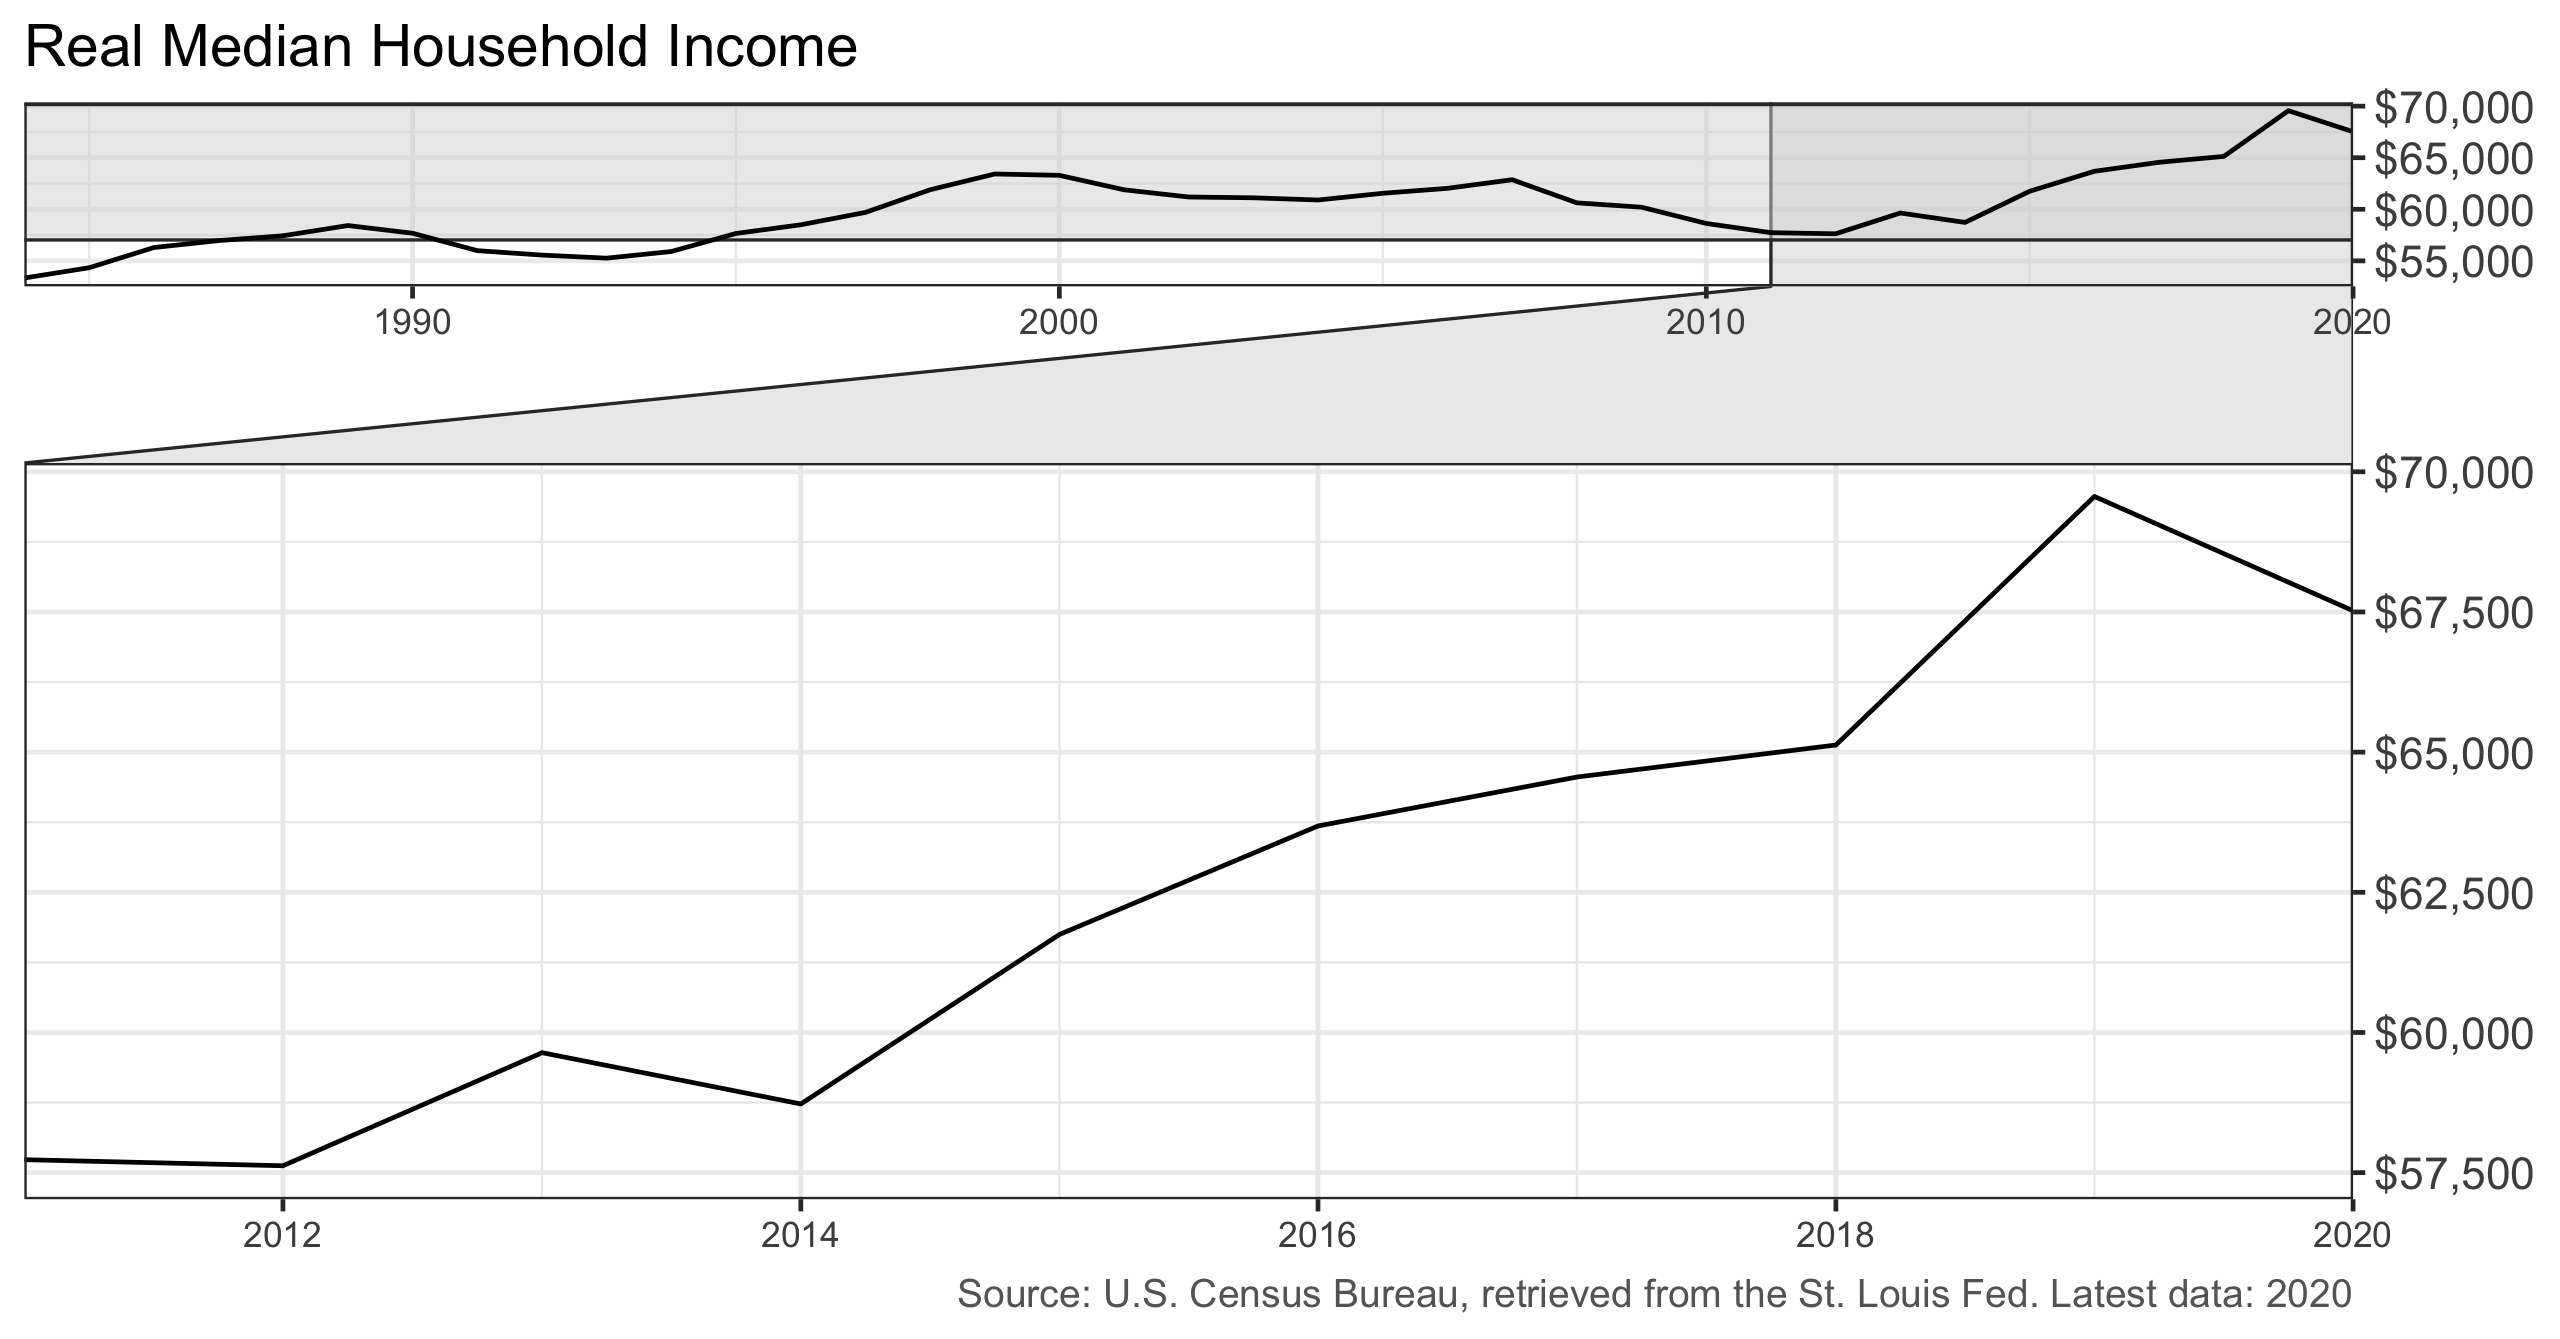 Real Median Household Income
$70,000
$65,000
$60,000
$55,000
1990 2000 2010 2020
$70,000
$67,500
$65,000
$62,500
$60,000
$57,500
2012 2014 2016 2018 2020
Source: U.S. Census Bureau, retrieved from the St. Louis Fed. Latest data: 2020